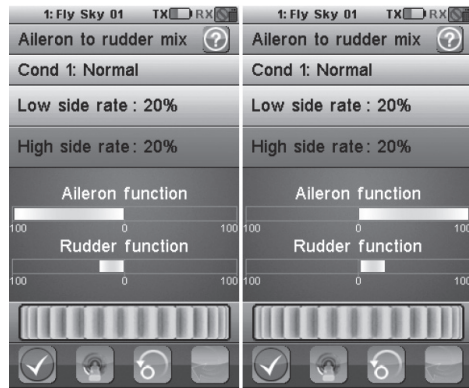 1: Fly Sky 01 TX RX
Aileron to rudder mix ?
Cond 1: Normal
Low side rate : 20%
High side rate : 20%
Aileron function
100 0 100
Rudder function
100 0 100
1: Fly Sky 01 TX RX
Aileron to rudder mix ?
Cond 1: Normal
Low side rate : 20%
High side rate : 20%
Aileron function
100 0 100
Rudder function
100 0 100